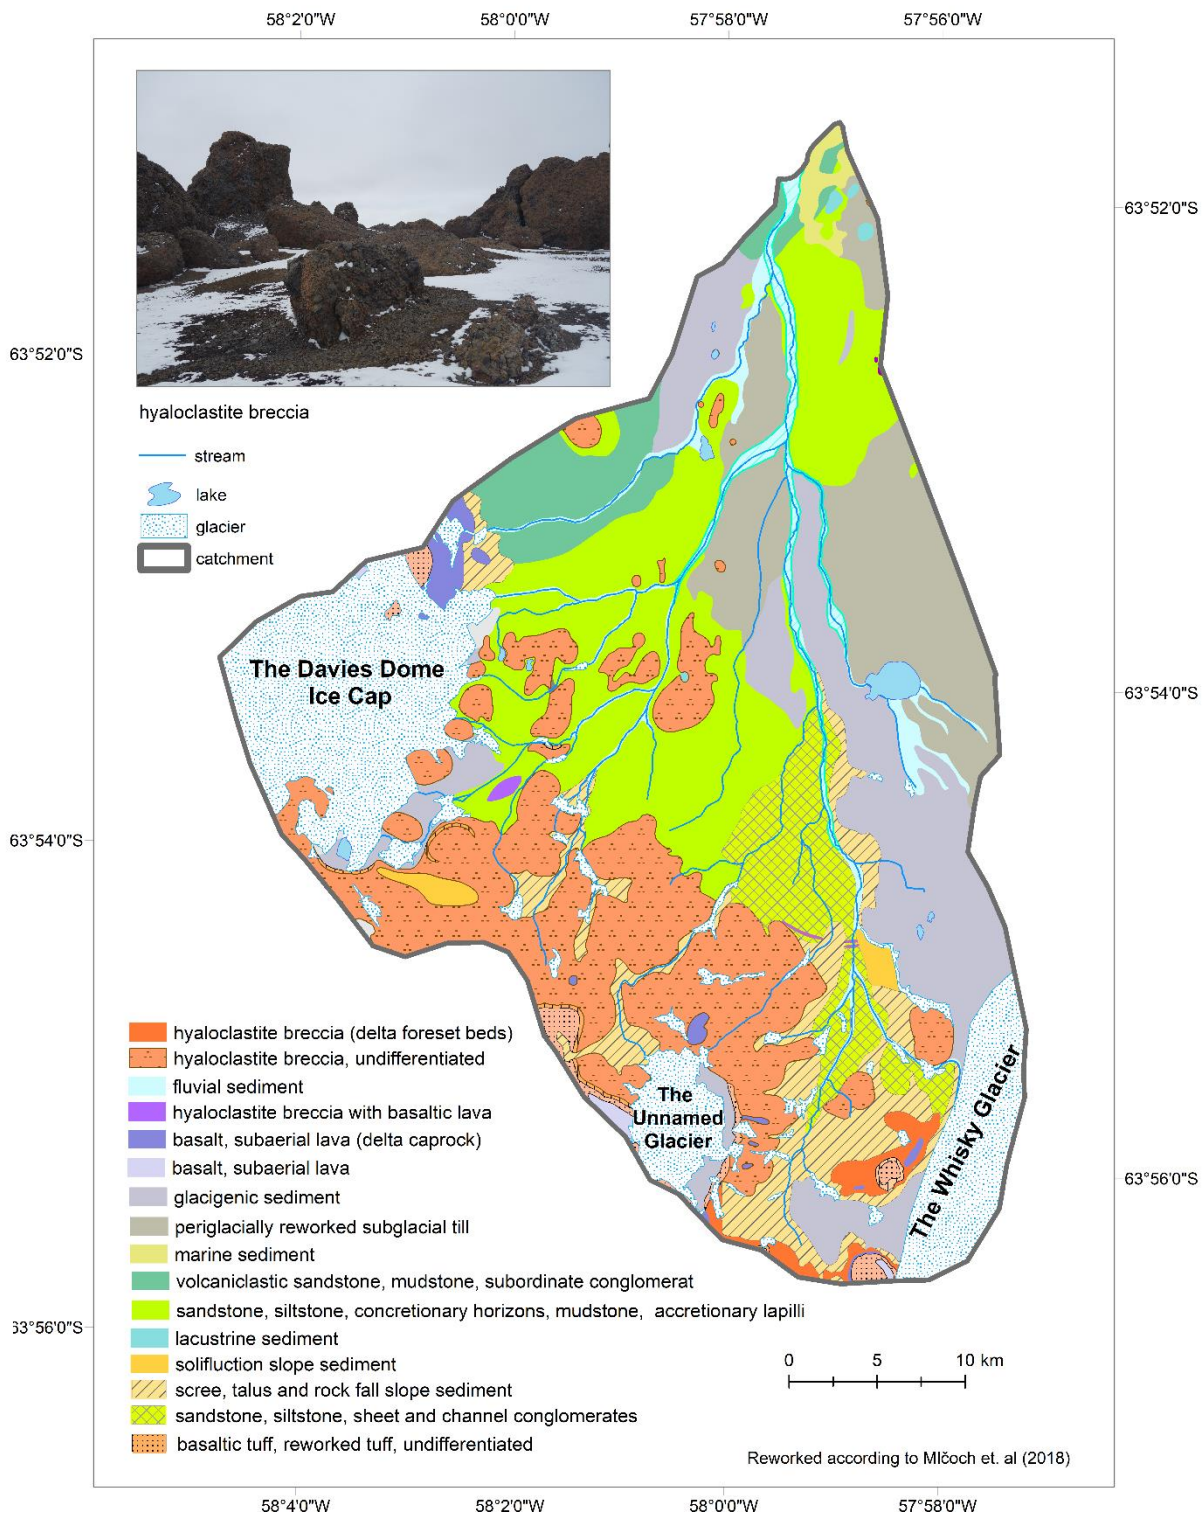 58°2'0"W
58°0'0"W
57°58'0"W
57°56'0"W
63°52'0"S
63°52'0"S
hyaloclastite breccia
stream
lake
glacier
catchment
The Davies Dome
Ice Cap
63°54'0"S
63°54'0"S
hyaloclastite breccia (delta foreset beds)
hyaloclastite breccia, undifferentiated
fluvial sediment
hyaloclastite breccia with basaltic lava
basalt, subaerial lava (delta caprock)
basalt, subaerial lava
glacigenic sediment
periglacially reworked subglacial till
marine sediment
volcaniclastic sandstone, mudstone, subordinate conglomerat
sandstone, siltstone, concretionary horizons, mudstone, accretionary lapilli
lacustrine sediment
solifluction slope sediment
scree, talus and rock fall slope sediment
sandstone, siltstone, sheet and channel conglomerates
basaltic tuff, reworked tuff, undifferentiated
The
Unnamed
Glacier
The Whisky Glacier
63°56'0"S
63°56'0"S
0 5 10 km
Reworked according to Mlčoch et. al (2018)
58°4'0"W
58°2'0"W
58°0'0"W
57°58'0"W